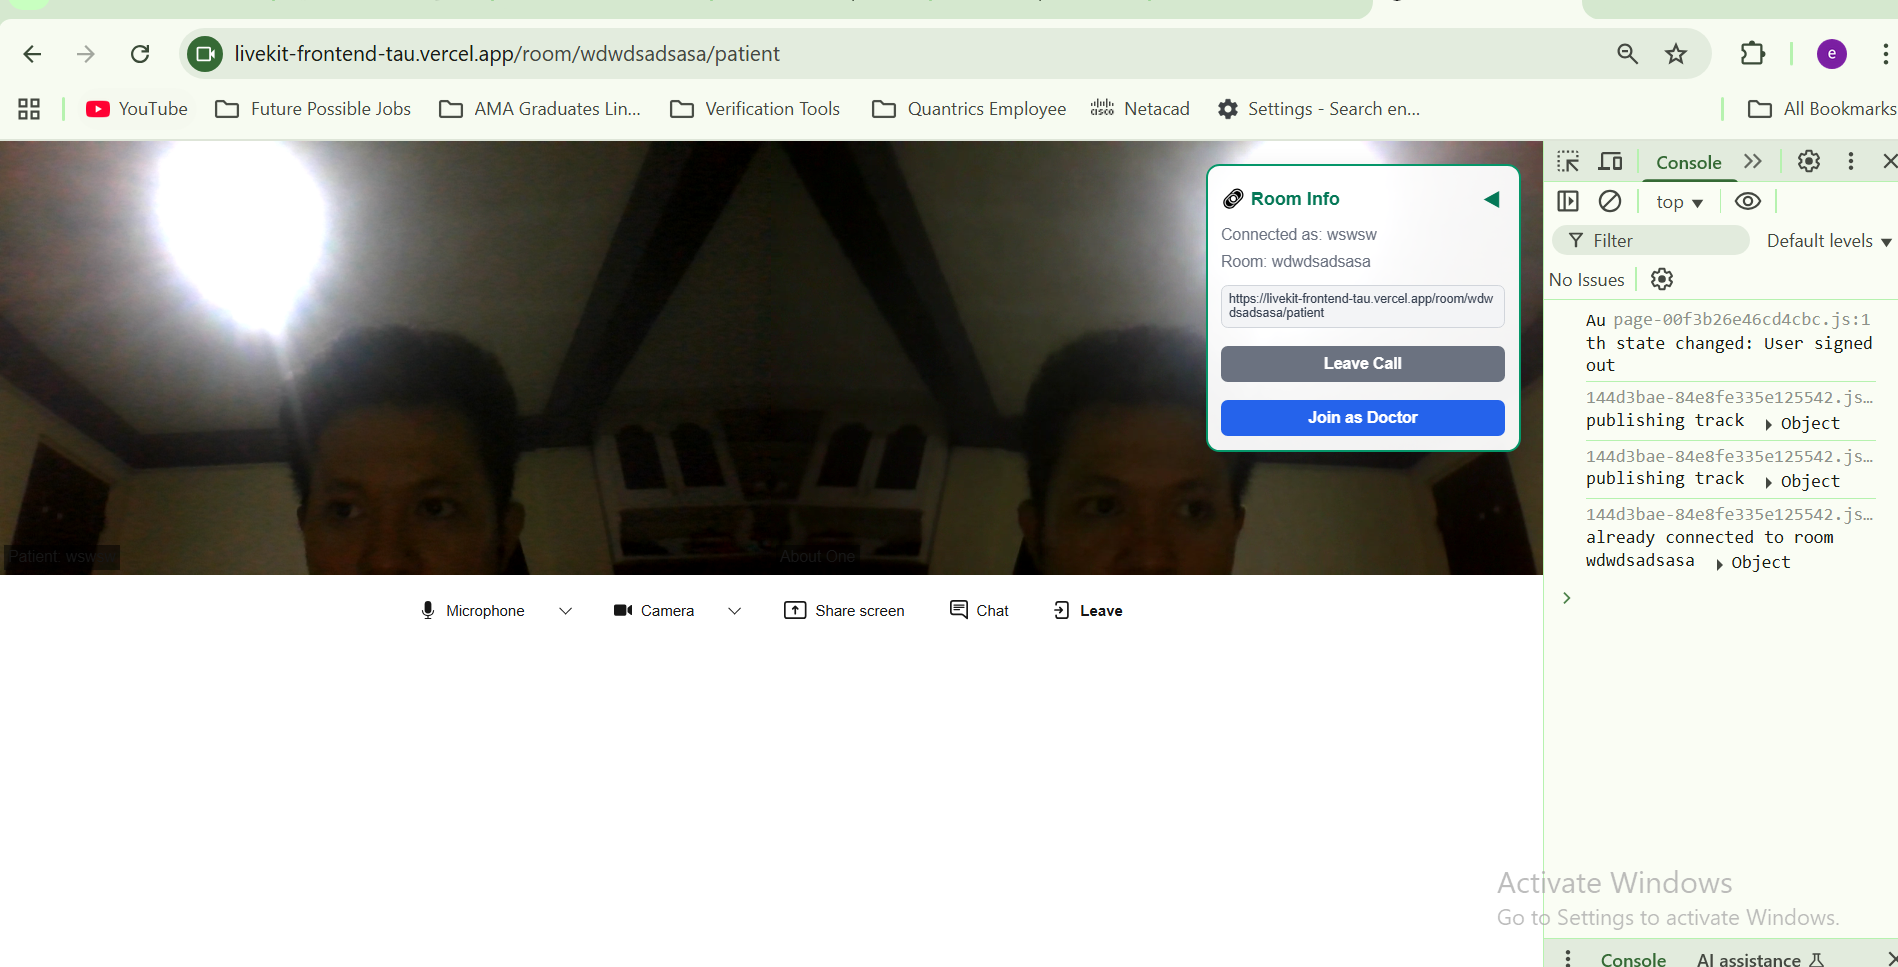 livekit-frontend-tau.vercel.app/room/wdwdsadsasa/patient
e
YouTube
Future Possible Jobs
AMA Graduates Lin...
Verification Tools
Quantrics Employee
cisco
Netacad
Settings - Search en...
All Bookmarks
Room Info
Connected as: wswsw
Room: wdwdsadsasa
https://livekit-frontend-tau.vercel.app/room/wdw
dsadsasa/patient
Leave Call
Join as Doctor
Patient: wsw
About One
Microphone
Camera
Share screen
Chat
Leave
Console
top
Filter
Default levels
No Issues
Au page-00f3b26e46cd4cbc.js:1
th state changed: User signed
out
144d3bae-84e8fe335e125542.js…
publishing track Object
144d3bae-84e8fe335e125542.js…
publishing track Object
144d3bae-84e8fe335e125542.js…
already connected to room
wdwdsadsasa Object
Activate Windows
Go to Settings to activate Windows.
Console
AI assistance